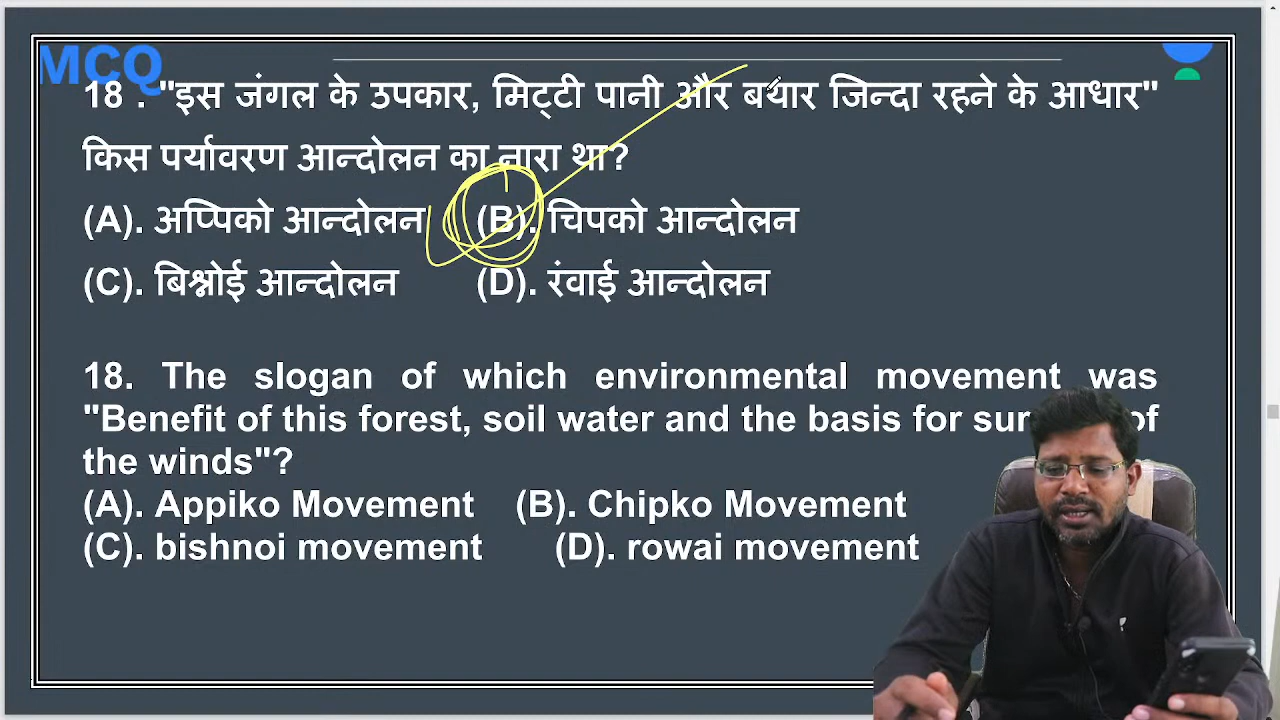 MCQ
18 . "इस जंगल के उपकार, मिट्टी पानी और बयार जिन्दा रहने के आधार"
किस पर्यावरण आन्दोलन का नारा था?
(A). अप्पिको आन्दोलन (B). चिपको आन्दोलन
(C). बिश्नोई आन्दोलन (D). रंवाई आन्दोलन
18. The slogan of which environmental movement was
"Benefit of this forest, soil water and the basis for of
the winds"?
(A). Appiko Movement (B). Chipko Movement
(C). bishnoi movement (D). rowai movement